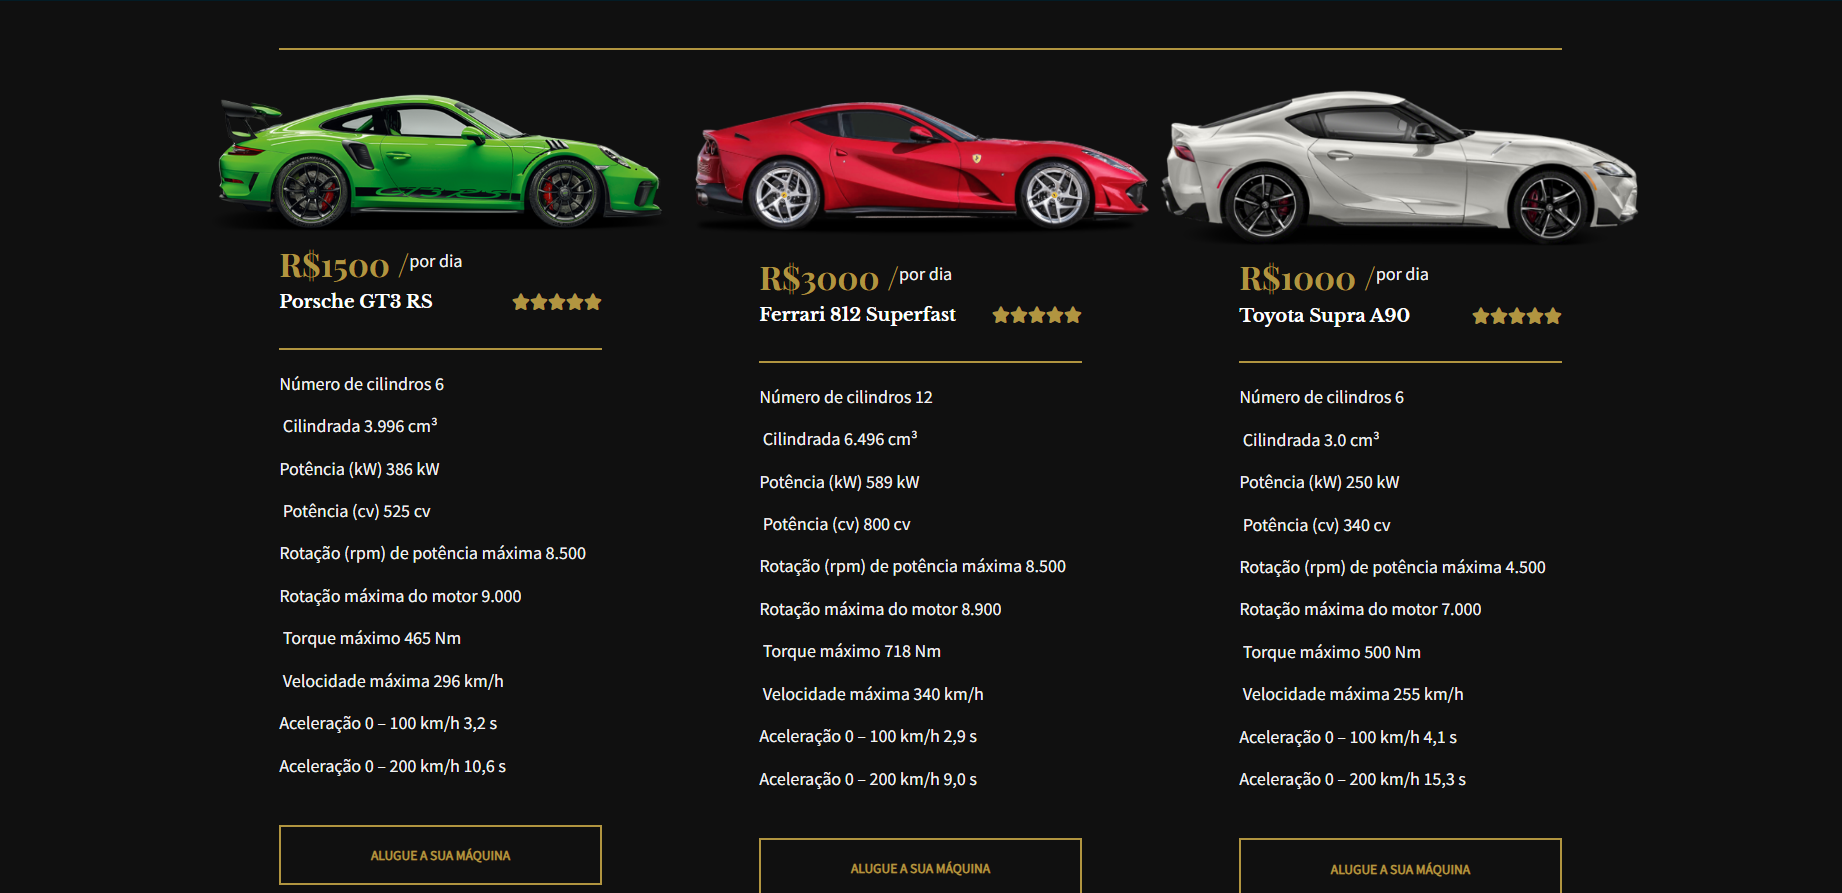 R$1500 /por dia
Porsche GT3 RS
Número de cilindros 6
Cilindrada 3.996 cm³
Potência (kW) 386 kW
Potência (cv) 525 cv
Rotação (rpm) de potência máxima 8.500
Rotação máxima do motor 9.000
Torque máximo 465 Nm
Velocidade máxima 296 km/h
Aceleração 0 – 100 km/h 3,2 s
Aceleração 0 – 200 km/h 10,6 s
ALUGUE A SUA MÁQUINA
R$3000 /por dia
Ferrari 812 Superfast
Número de cilindros 12
Cilindrada 6.496 cm³
Potência (kW) 589 kW
Potência (cv) 800 cv
Rotação (rpm) de potência máxima 8.500
Rotação máxima do motor 8.900
Torque máximo 718 Nm
Velocidade máxima 340 km/h
Aceleração 0 – 100 km/h 2,9 s
Aceleração 0 – 200 km/h 9,0 s
ALUGUE A SUA MÁQUINA
R$1000 /por dia
Toyota Supra A90
Número de cilindros 6
Cilindrada 3.0 cm³
Potência (kW) 250 kW
Potência (cv) 340 cv
Rotação (rpm) de potência máxima 4.500
Rotação máxima do motor 7.000
Torque máximo 500 Nm
Velocidade máxima 255 km/h
Aceleração 0 – 100 km/h 4,1 s
Aceleração 0 – 200 km/h 15,3 s
ALUGUE A SUA MÁQUINA